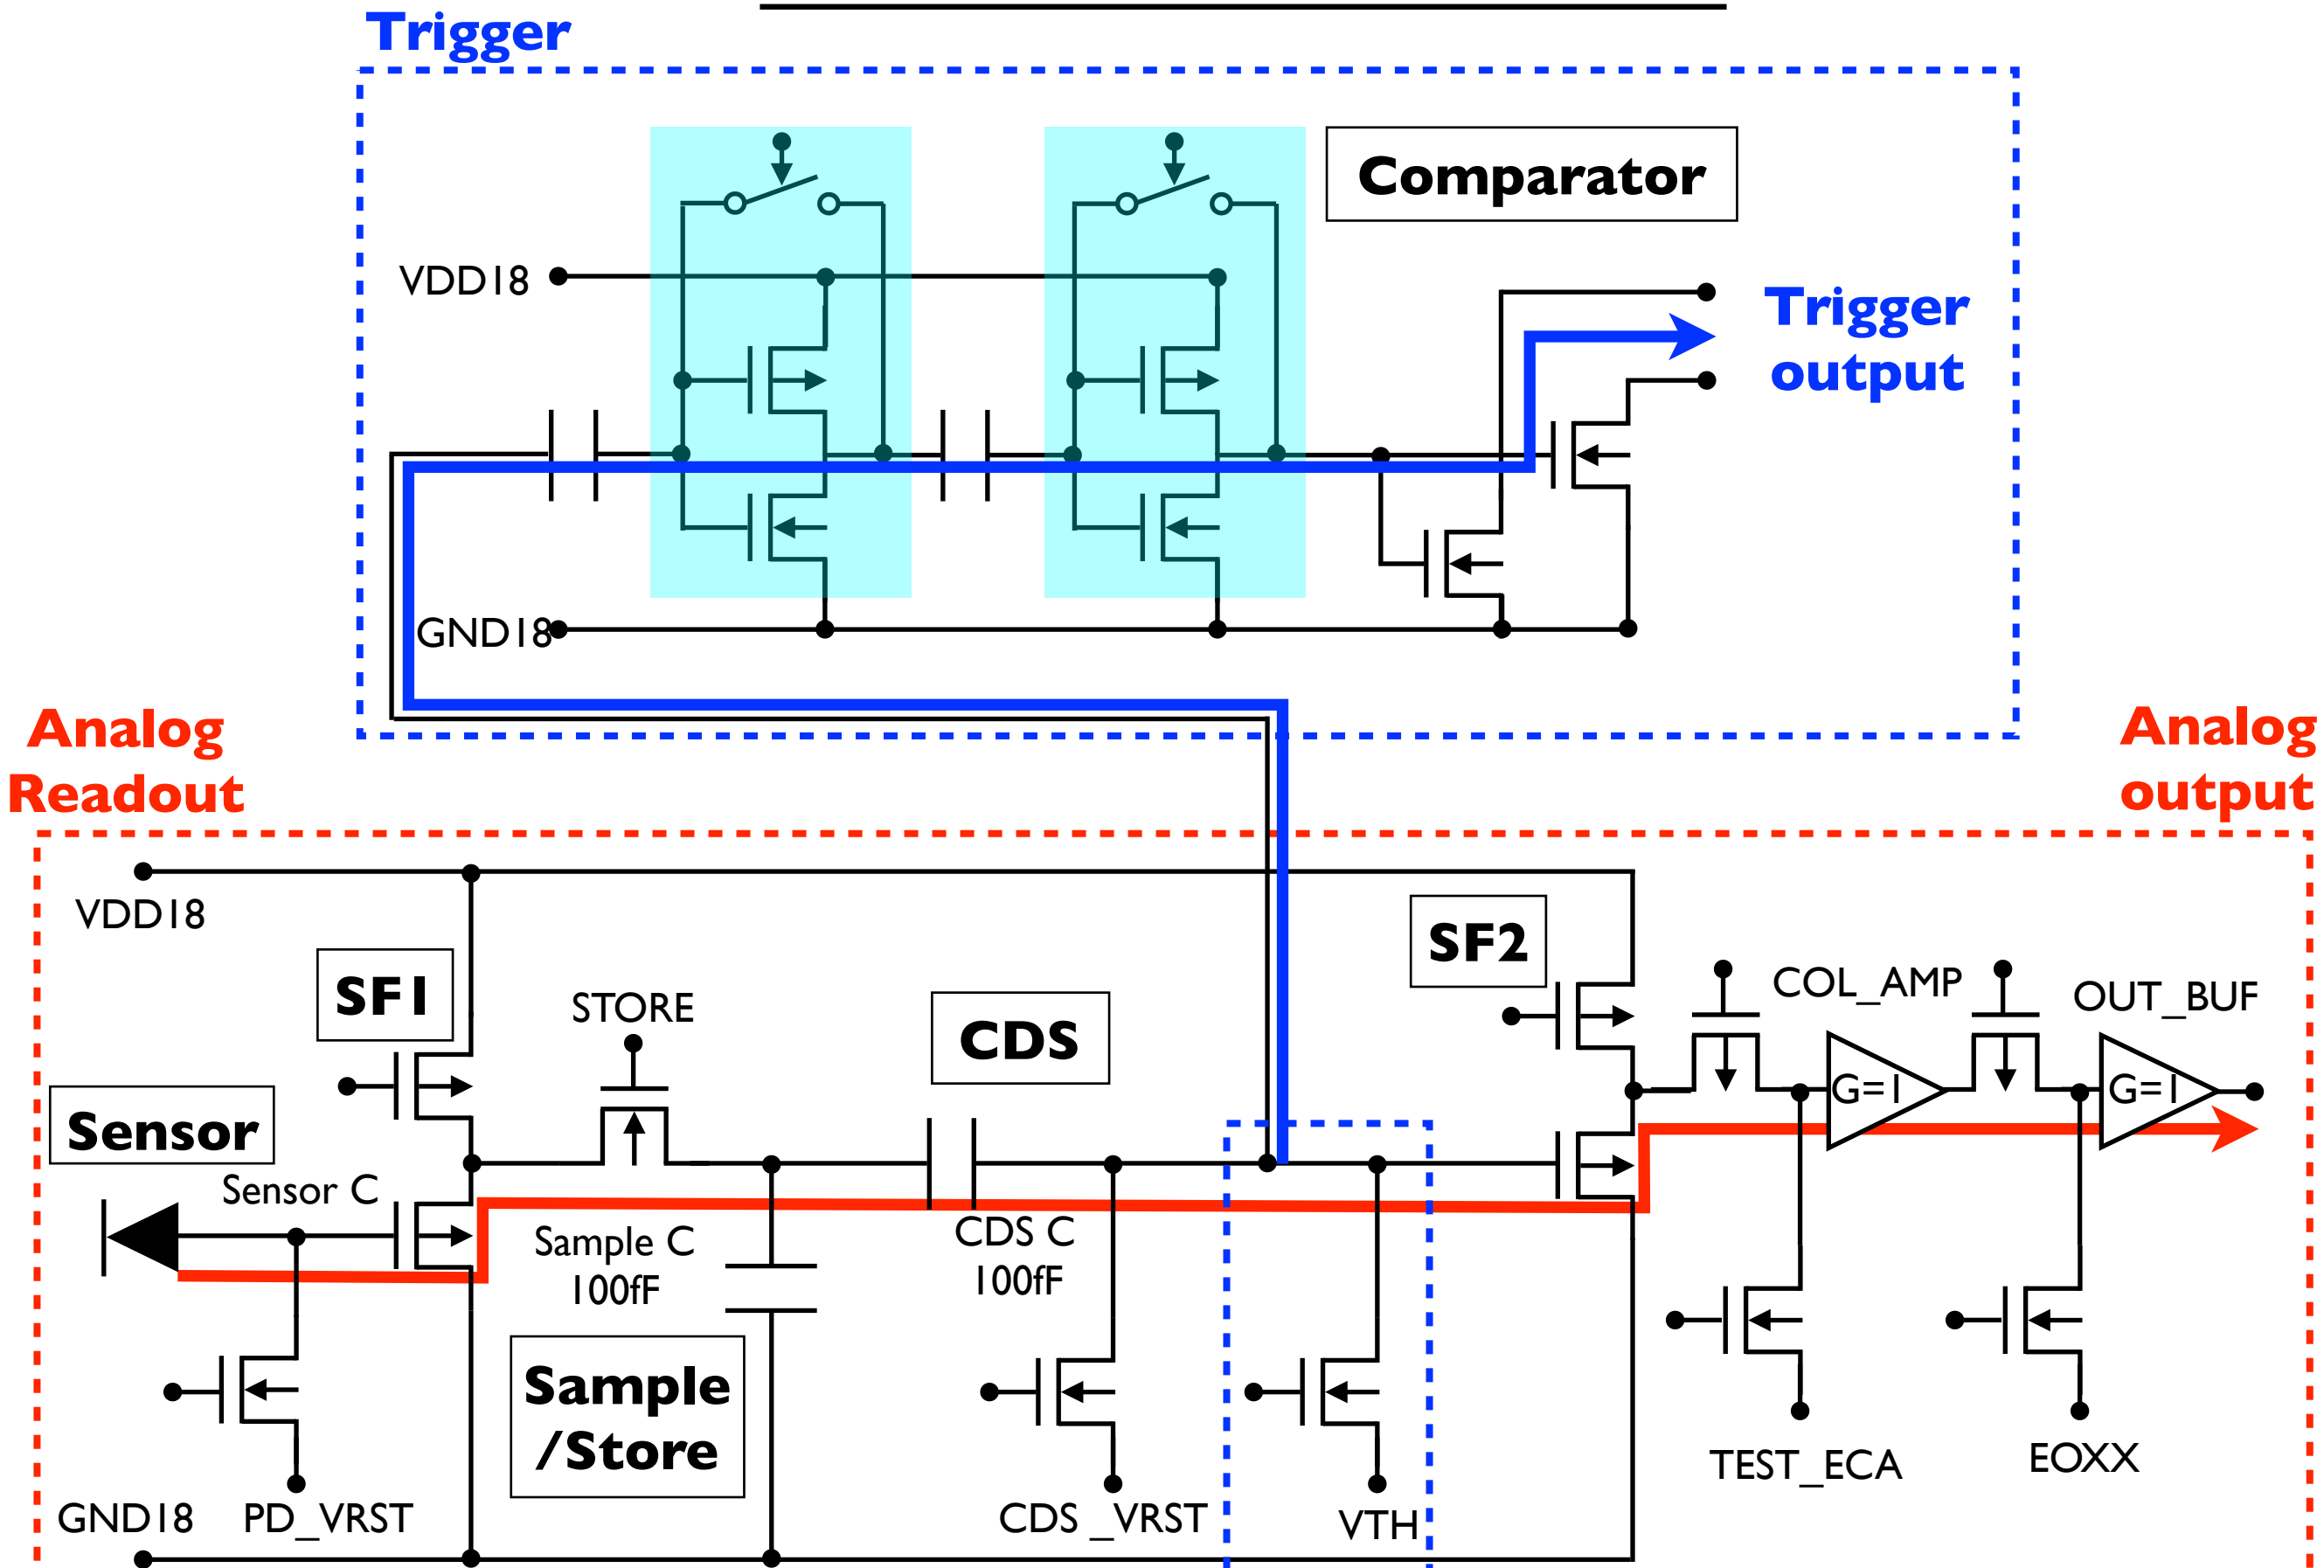 Trigger
Comparator
VDD18
Trigger
output
GND18
Analog
Readout
Analog
output
VDD18
SF1
STORE
CDS
SF2
COL_AMP
OUT_BUF
G=1
G=1
Sensor
Sensor C
Sample C
100fF
CDS C
100fF
Sample
/Store
TEST_ECA
EOXX
GND18
PD_VRST
CDS _VRST
VTH